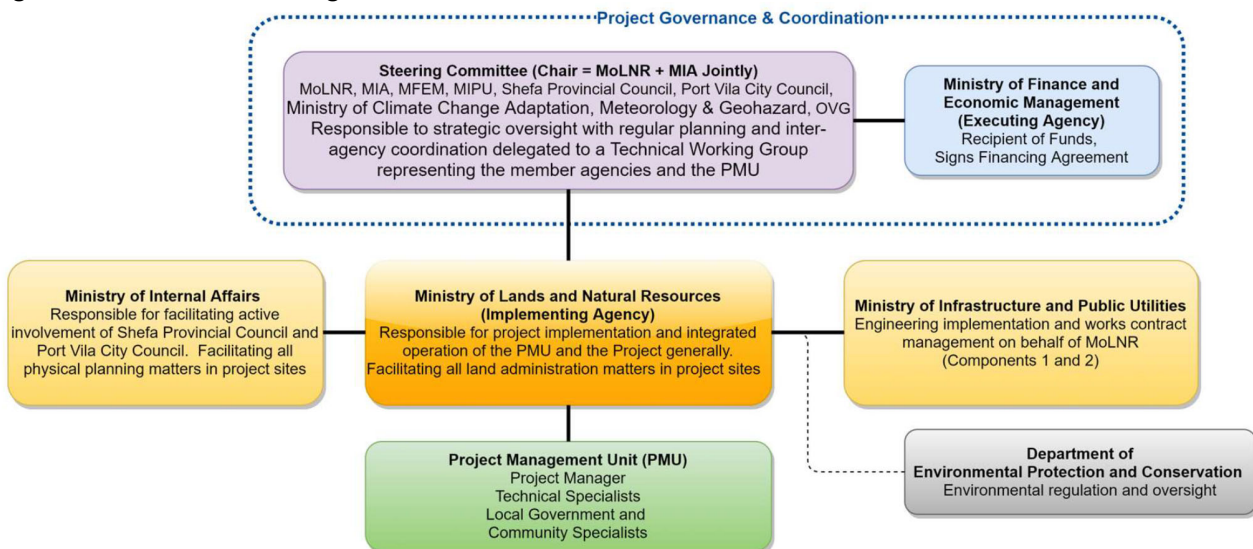 Project Governance & Coordination
Steering Committee (Chair = MoLNR + MIA Jointly)
MoLNR, MIA, MFEM, MIPU, Shefa Provincial Council, Port Vila City Council,
Ministry of Climate Change Adaptation, Meteorology & Geohazard, OVG
Responsible to strategic oversight with regular planning and inter-
agency coordination delegated to a Technical Working Group
representing the member agencies and the PMU
Ministry of Finance and
Economic Management
(Executing Agency)
Recipient of Funds,
Signs Financing Agreement
Ministry of Internal Affairs
Responsible for facilitating active
involvement of Shefa Provincial Council and
Port Vila City Council. Facilitating all
physical planning matters in project sites
Ministry of Lands and Natural Resources
(Implementing Agency)
Responsible for project implementation and integrated
operation of the PMU and the Project generally.
Facilitating all land administration matters in project sites
Ministry of Infrastructure and Public Utilities
Engineering implementation and works contract
management on behalf of MoLNR
(Components 1 and 2)
Project Management Unit (PMU)
Project Manager
Technical Specialists
Local Government and
Community Specialists
Department of
Environmental Protection and Conservation
Environmental regulation and oversight